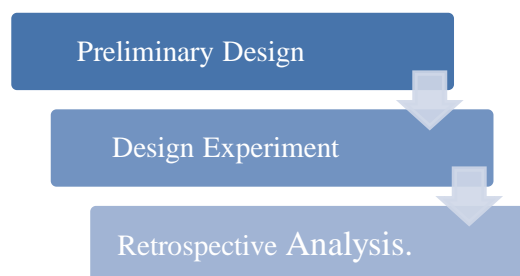 Preliminary Design
Design Experiment
Retrospective Analysis.